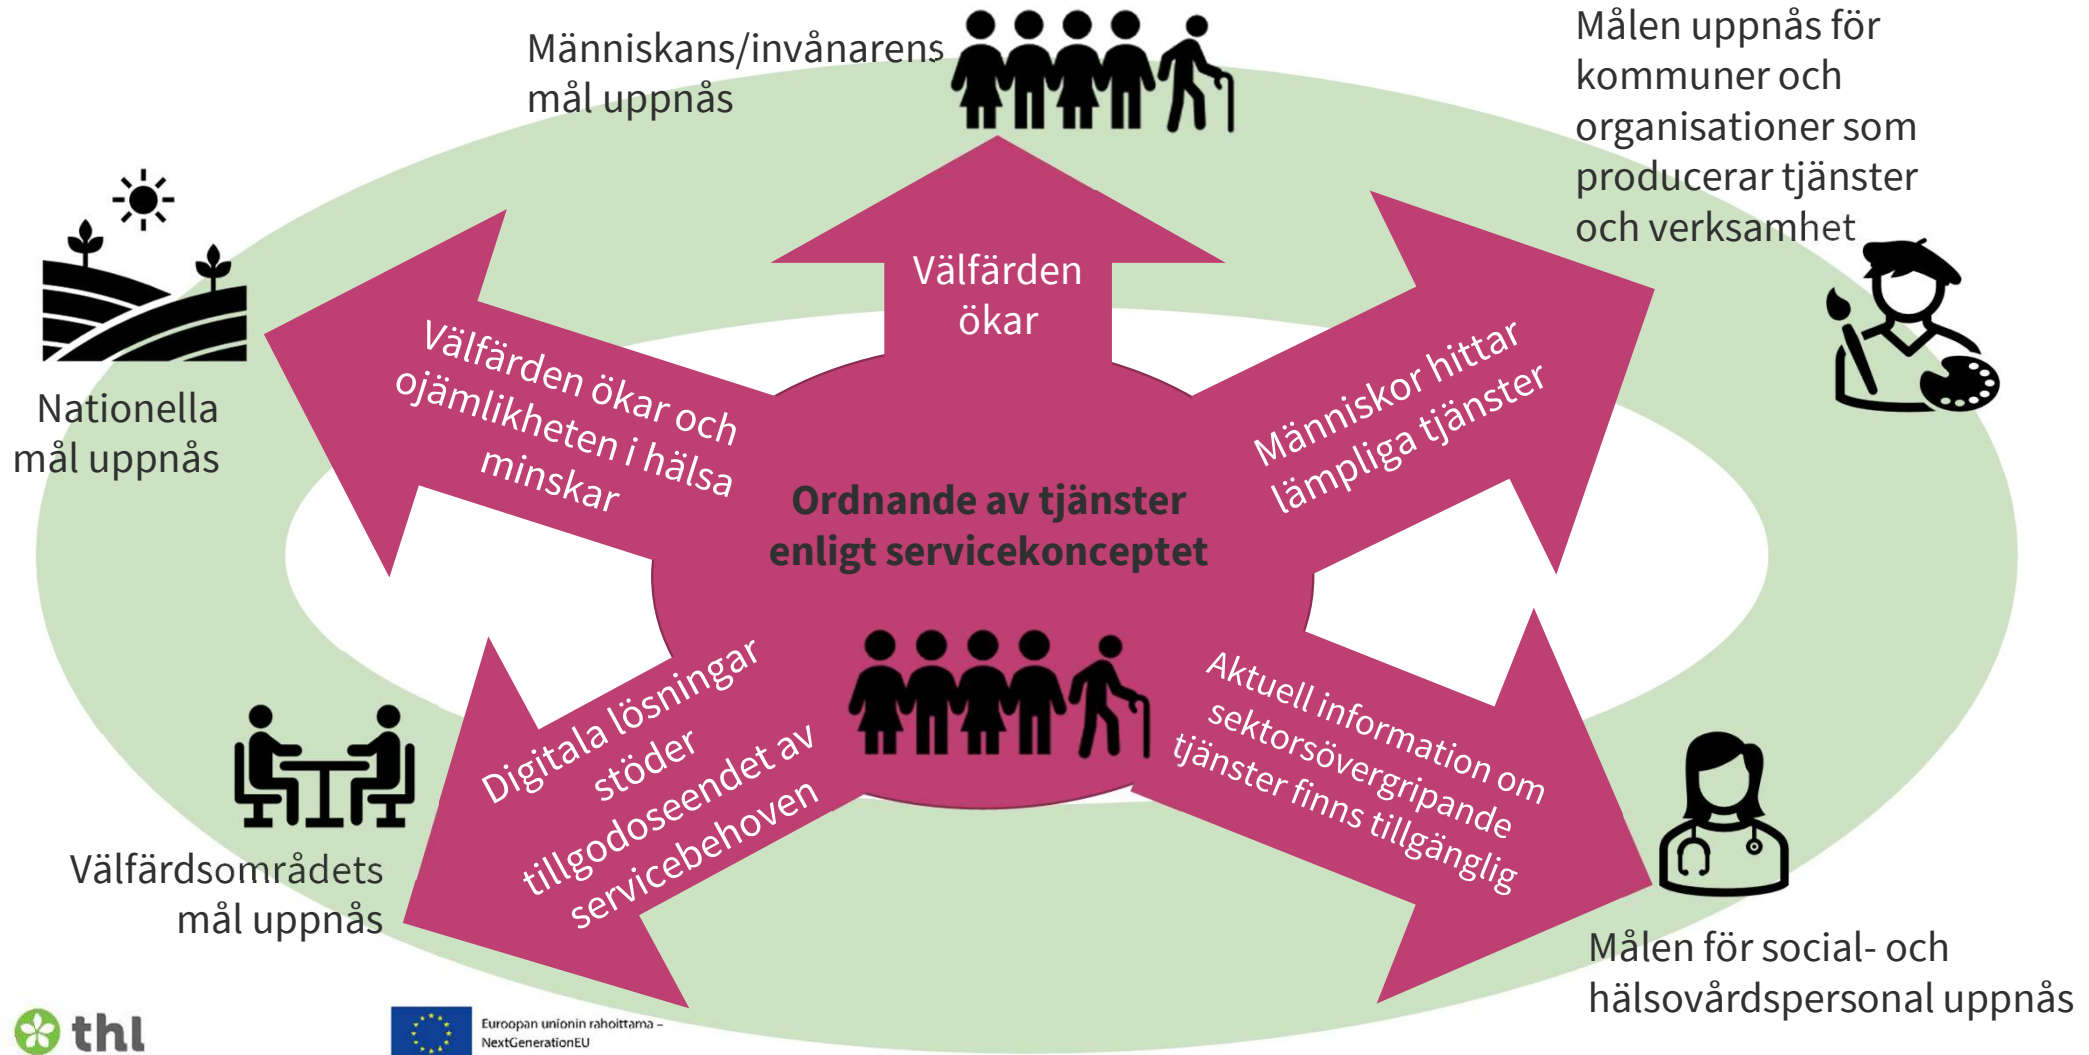 Människans/invånarens
mål uppnås
Målen uppnås för
kommuner och
organisationer som
producerar tjänster
och verksamhet
Välfärden
ökar
Välfärden ökar och
ojämlikheten i hälsa
minskar
Människor hittar
lämpliga tjänster
Nationella
mål uppnås
Ordnande av tjänster
enligt servicekonceptet
Digitala lösningar
stöder
tillgodoseendet av
servicebehoven
Aktuell information om
sektorsövergripande
tjänster finns tillgänglig
Välfärdsområdets
mål uppnås
Målen för social- och
hälsovårdspersonal uppnås
thl
Euroopan unionin rahoittama –
NextGenerationEU